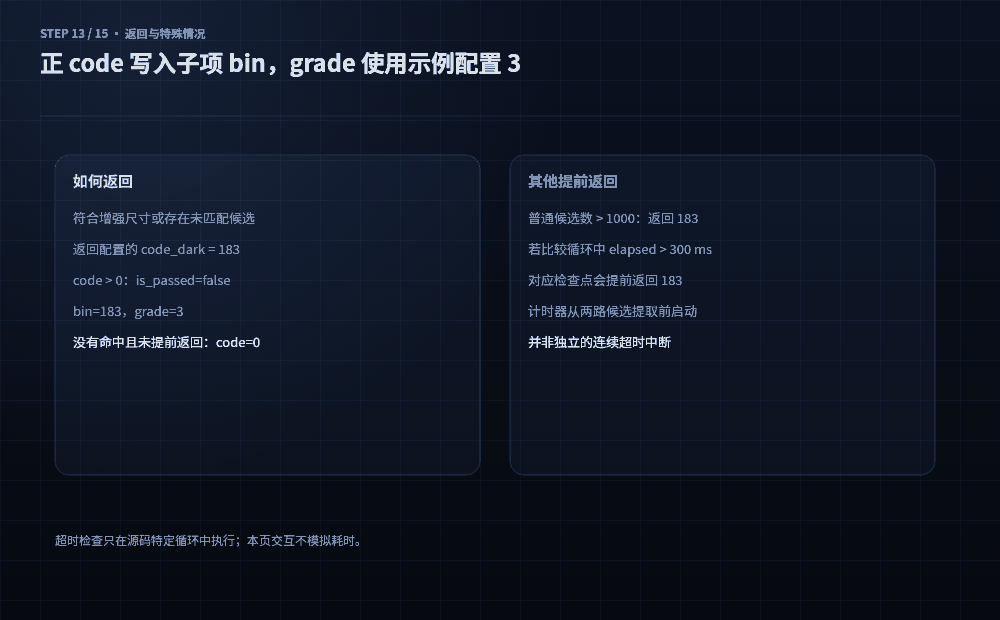 STEP 13 / 15 · 返回与特殊情况
正 code 写入子项 bin，grade 使用示例配置 3
如何返回
符合增强尺寸或存在未匹配候选
返回配置的 code_dark = 183
code > 0：is_passed=false
bin=183，grade=3
没有命中且未提前返回：code=0
其他提前返回
普通候选数 > 1000：返回 183
若比较循环中 elapsed > 300 ms
对应检查点会提前返回 183
计时器从两路候选提取前启动
并非独立的连续超时中断
超时检查只在源码特定循环中执行；本页交互不模拟耗时。